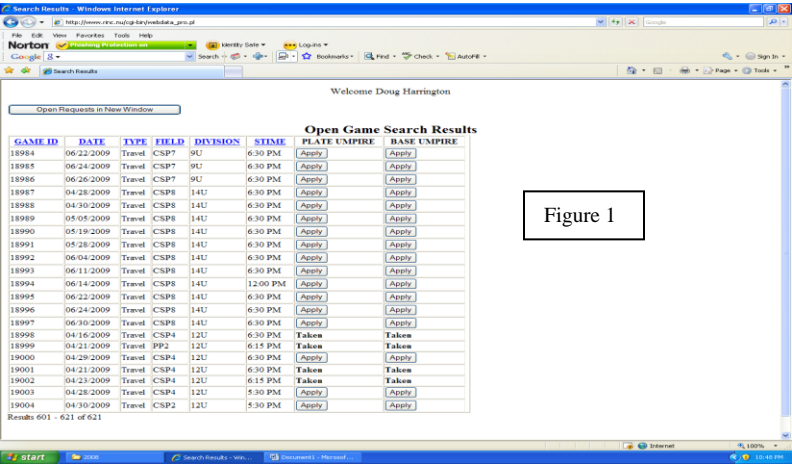 Search Results - Windows Internet Explorer
http://www.rinc.nu/cgi-bin/webdata_pro.pl
Google
File Edit View Favorites Tools Help
Norton Phishing Protection on Identity Safe Log-ins
Google Search Bookmarks Find Check AutoFill Sign In
Search Results Page Tools
Welcome Doug Harrington
Open Requests in New Window
Open Game Search Results
GAME ID DATE TYPE FIELD DIVISION STIME PLATE UMPIRE BASE UMPIRE
18984 06/22/2009 Travel CSP7 9U 6:30 PM Apply Apply
18985 06/24/2009 Travel CSP7 9U 6:30 PM Apply Apply
18986 06/26/2009 Travel CSP7 9U 6:30 PM Apply Apply
18987 04/28/2009 Travel CSP8 14U 6:30 PM Apply Apply
18988 04/30/2009 Travel CSP8 14U 6:30 PM Apply Apply
18989 05/05/2009 Travel CSP8 14U 6:30 PM Apply Apply
18990 05/19/2009 Travel CSP8 14U 6:30 PM Apply Apply
18991 05/28/2009 Travel CSP8 14U 6:30 PM Apply Apply
18992 06/04/2009 Travel CSP8 14U 6:30 PM Apply Apply
18993 06/11/2009 Travel CSP8 14U 6:30 PM Apply Apply
18994 06/14/2009 Travel CSP8 14U 12:00 PM Apply Apply
18995 06/22/2009 Travel CSP8 14U 6:30 PM Apply Apply
18996 06/24/2009 Travel CSP8 14U 6:30 PM Apply Apply
18997 06/30/2009 Travel CSP8 14U 6:30 PM Apply Apply
18998 04/16/2009 Travel CSP4 12U 6:30 PM Taken Taken
18999 04/21/2009 Travel PP2 12U 6:15 PM Taken Taken
19000 04/29/2009 Travel CSP4 12U 6:30 PM Apply Apply
19001 04/21/2009 Travel CSP4 12U 6:30 PM Taken Taken
19002 04/23/2009 Travel CSP4 12U 6:15 PM Taken Taken
19003 04/28/2009 Travel CSP4 12U 5:30 PM Apply Apply
19004 04/30/2009 Travel CSP2 12U 5:30 PM Apply Apply
Results 601 - 621 of 621
Figure 1
Internet 100%
start 2008 Search Results - Win... Document1 - Microsof... 10:46 PM